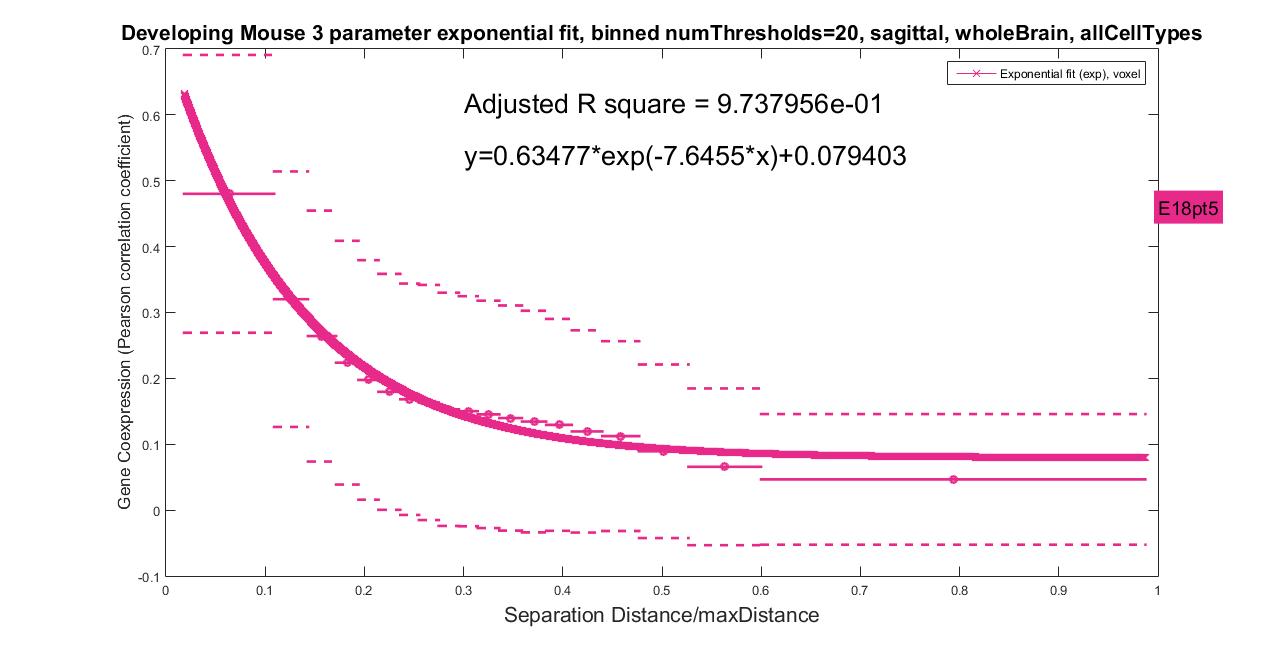 Developing Mouse 3 parameter exponential fit, binned numThresholds=20, sagittal, wholeBrain, allCellTypes
Exponential fit (exp), voxel
Adjusted R square = 9.737956e-01
y=0.63477*exp(-7.6455*x)+0.079403
E18pt5
Gene Coexpression (Pearson correlation coefficient)
0.7
0.6
0.5
0.4
0.3
0.2
0.1
0
-0.1
0 0.1 0.2 0.3 0.4 0.5 0.6 0.7 0.8 0.9 1
Separation Distance/maxDistance